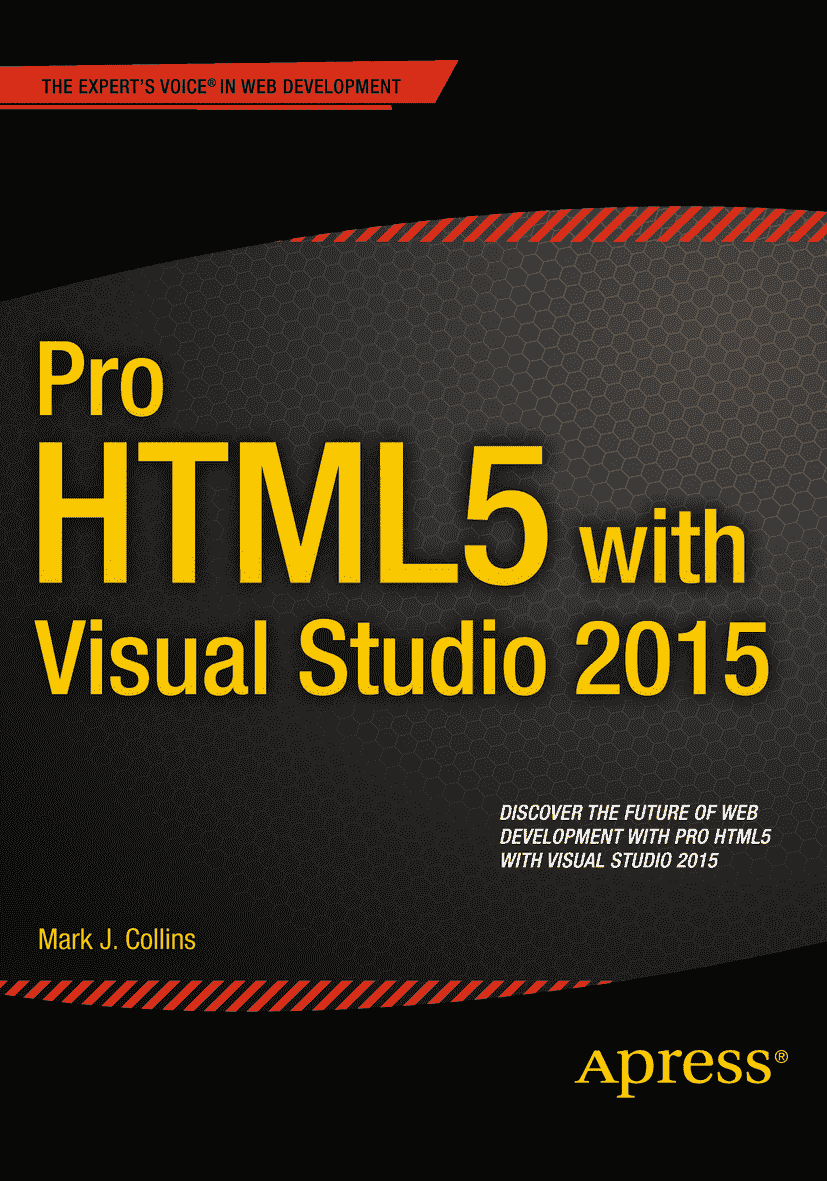 THE EXPERT'S VOICE® IN WEB DEVELOPMENT
Pro
HTML5 with
Visual Studio 2015
DISCOVER THE FUTURE OF WEB
DEVELOPMENT WITH PRO HTML5
WITH VISUAL STUDIO 2015
Mark J. Collins
Apress®